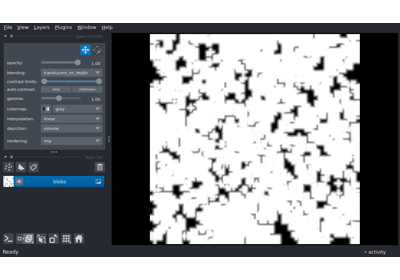 File View Layers Plugins Window Help
opacity: 1.00
blending: translucent_no_depth
contrast limits:
auto-contrast: once continuous
gamma: 1.00
colormap: gray
interpolation: linear
depiction: volume
rendering: mip
blobs
Ready activity